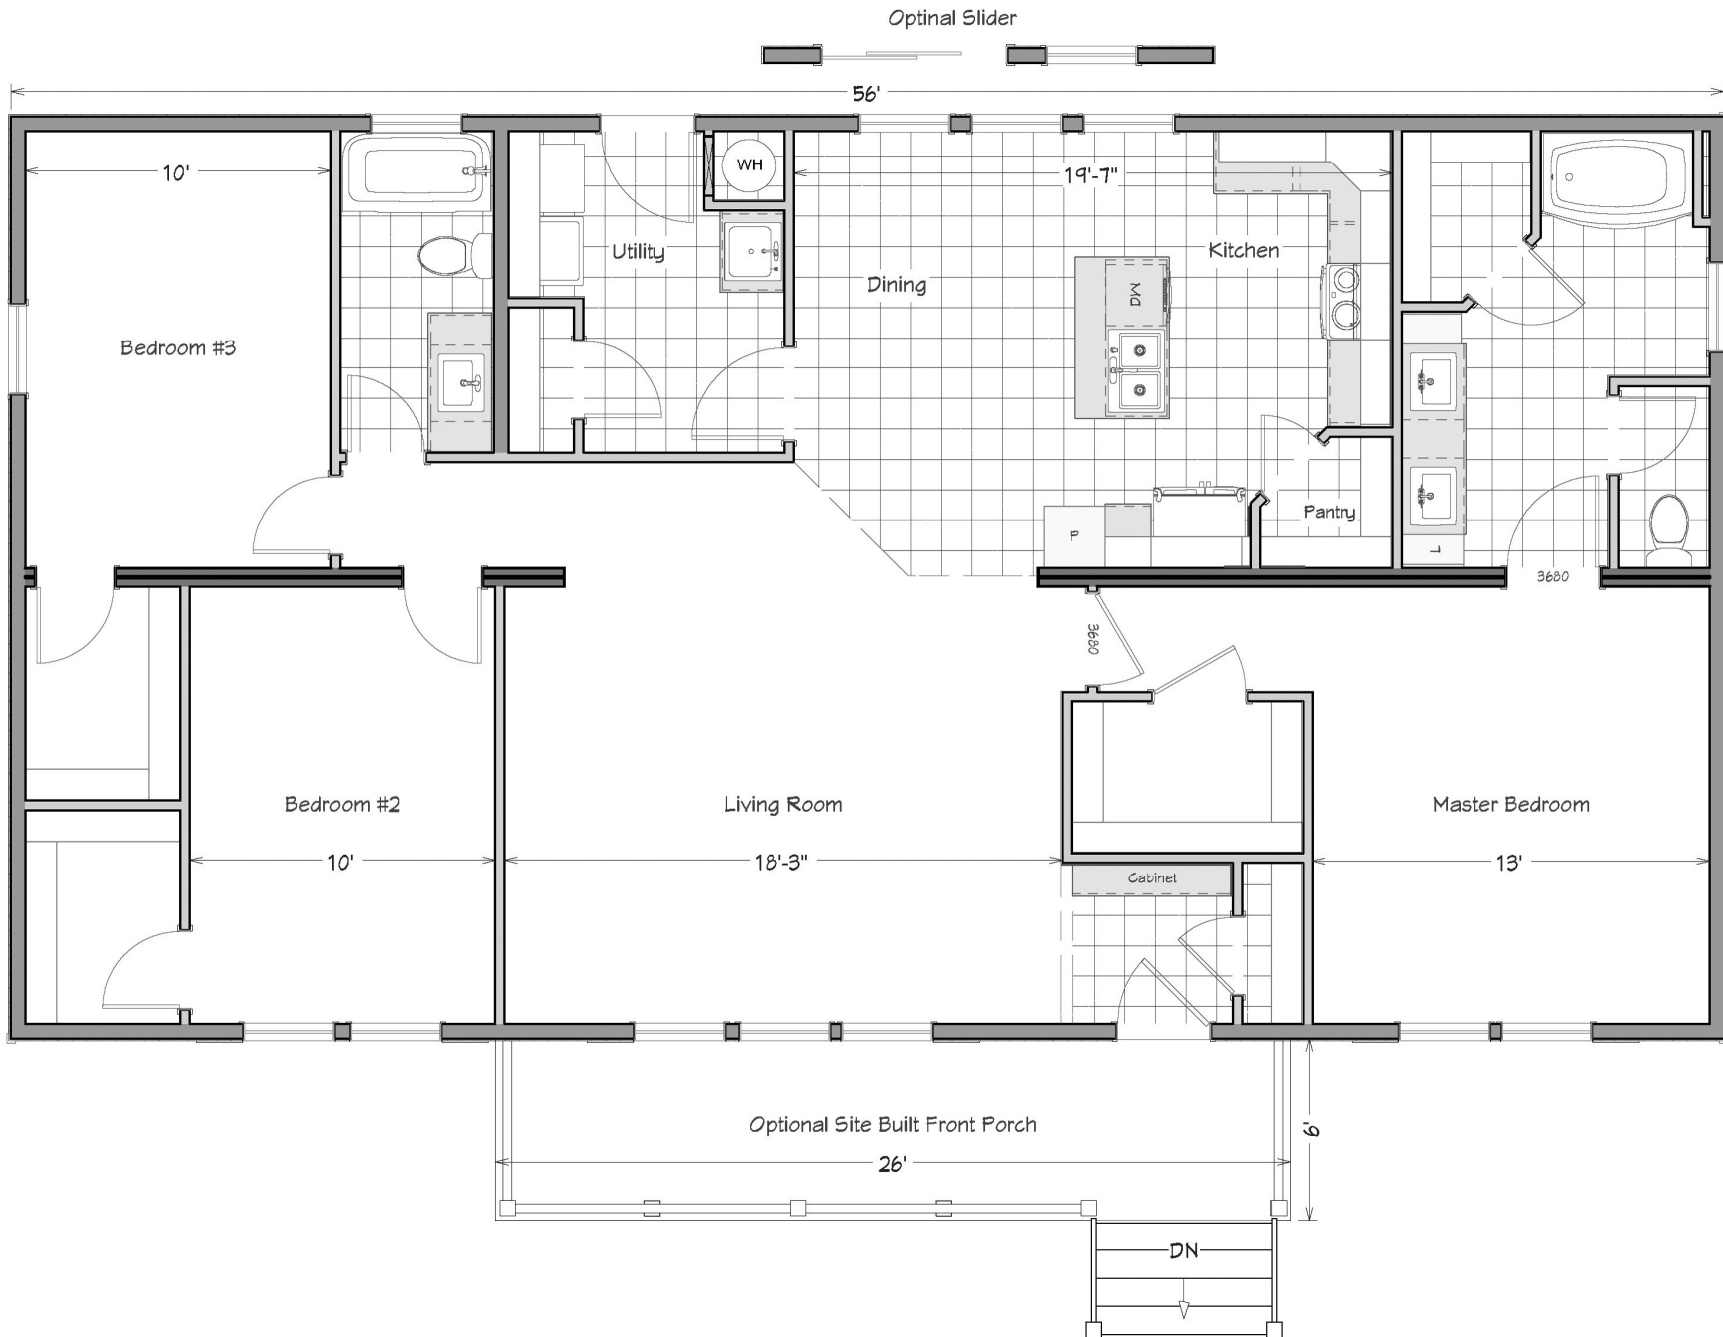 Optinal Slider
56'
10'
WH
19'-7"
Utility
Kitchen
Dining
DW
Bedroom #3
Pantry
P
L
3680
3680
Bedroom #2
Living Room
Master Bedroom
10'
18'-3"
13'
Cabinet
Optional Site Built Front Porch
6'
26'
DN